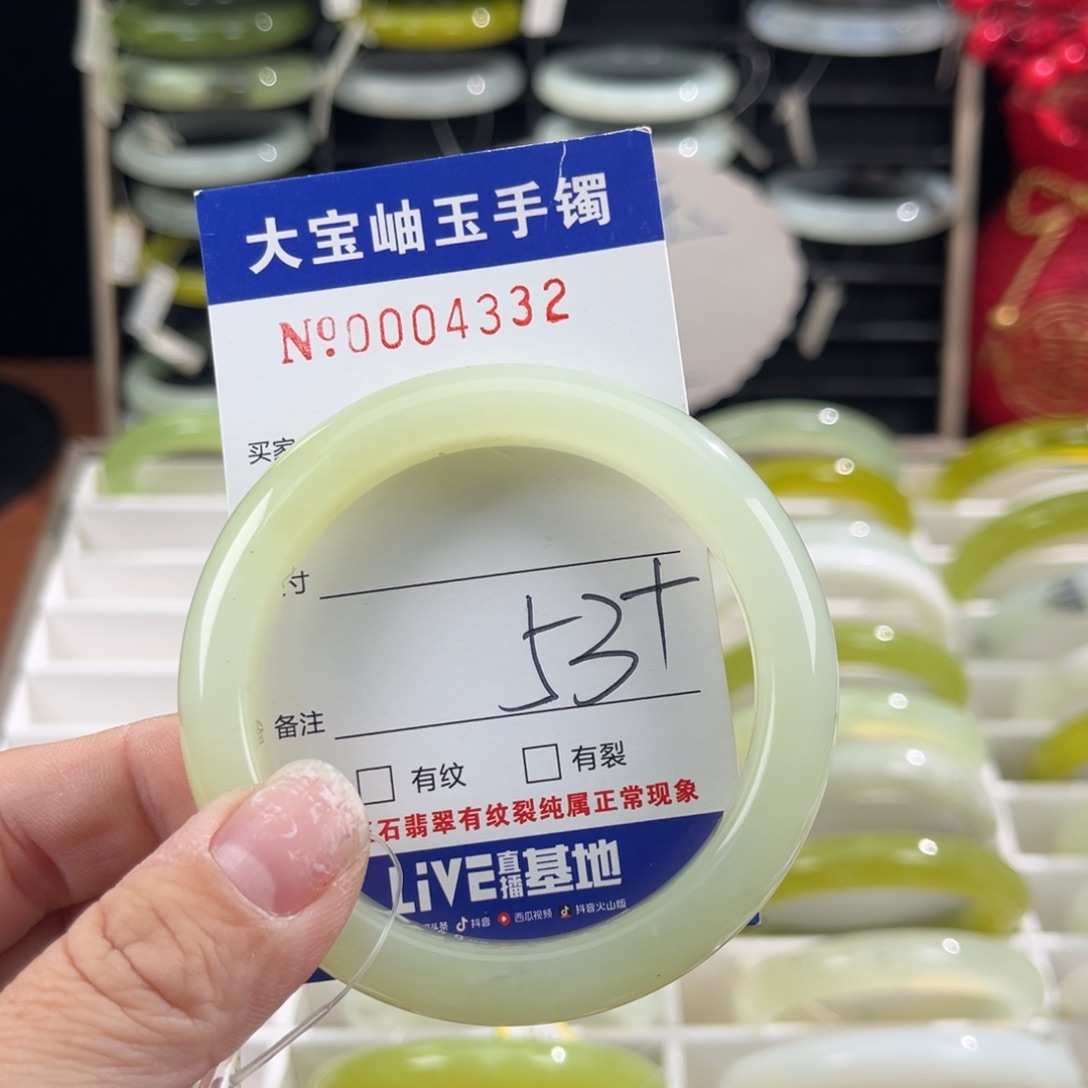 大宝岫玉手镯
№0004332
买家
寸
53+
备注
□ 有纹 □ 有裂
石翡翠有纹裂纯属正常现象
LiVE直播基地
头条 抖音 西瓜视频 抖音火山版